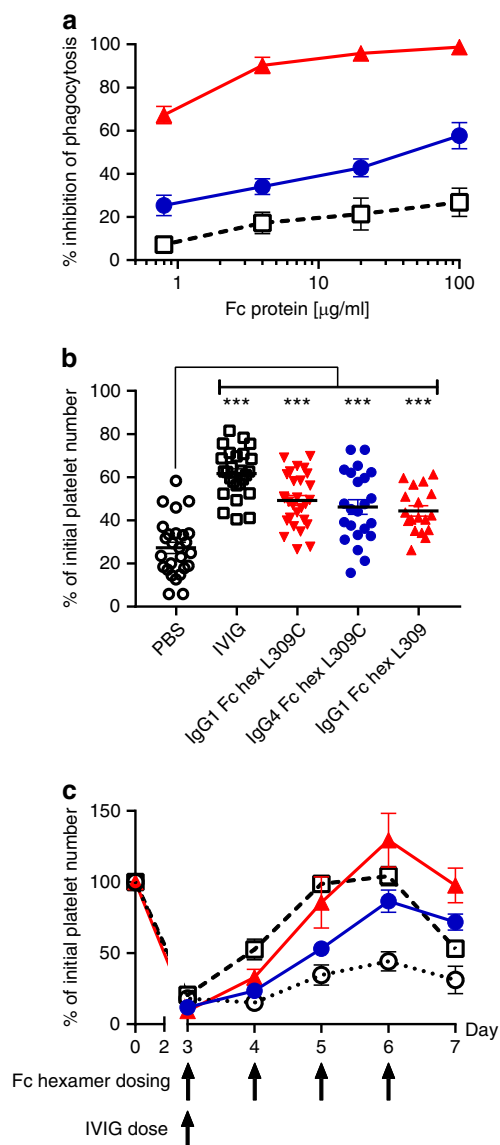 a
% inhibition of phagocytosis
100
80
60
40
20
0
1
10
100
Fc protein [µg/ml]
b
% of initial platelet number
100
80
60
40
20
0
***
***
***
***
PBS
IVIG
IgG1 Fc hex L309C
IgG4 Fc hex L309C
IgG1 Fc hex L309
c
% of initial platelet number
150
100
50
0
0 2 3 4 5 6 7 Day
Fc hexamer dosing
IVIG dose